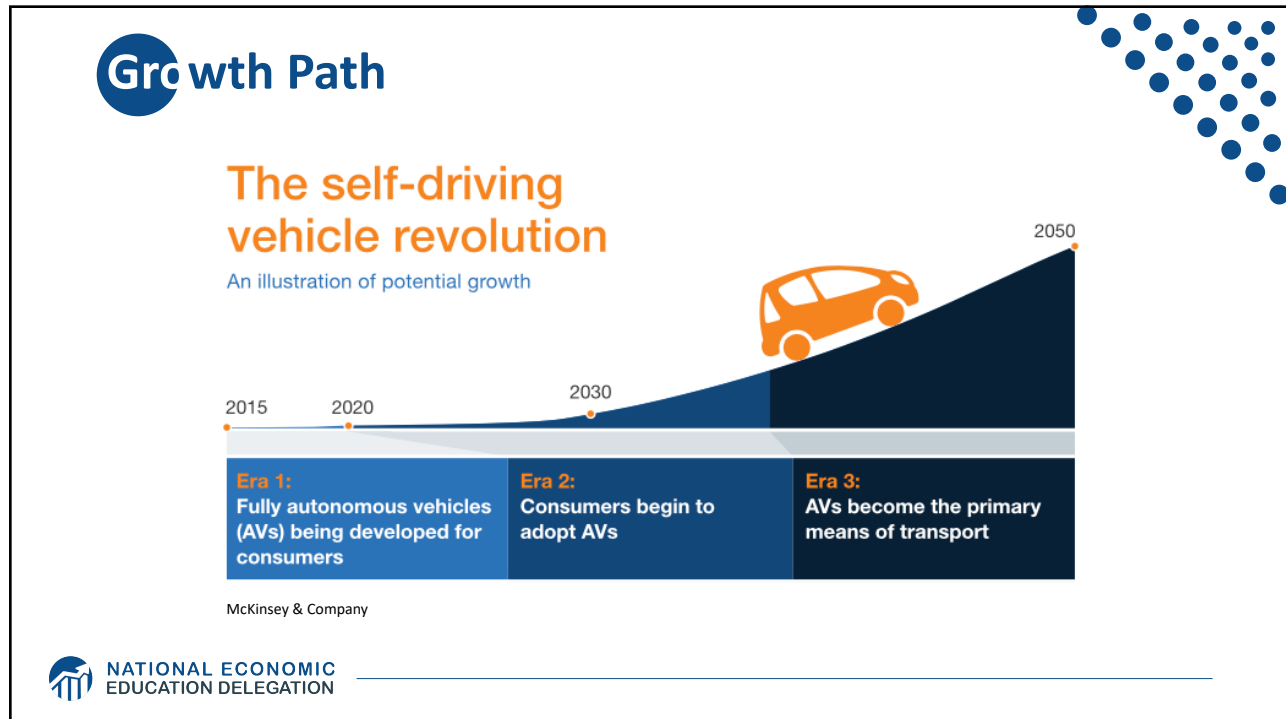 Growth Path
The self-driving
vehicle revolution
An illustration of potential growth
2015
2020
2030
2050
Era 1:
Fully autonomous vehicles
(AVs) being developed for
consumers
Era 2:
Consumers begin to
adopt AVs
Era 3:
AVs become the primary
means of transport
McKinsey & Company
NATIONAL ECONOMIC
EDUCATION DELEGATION